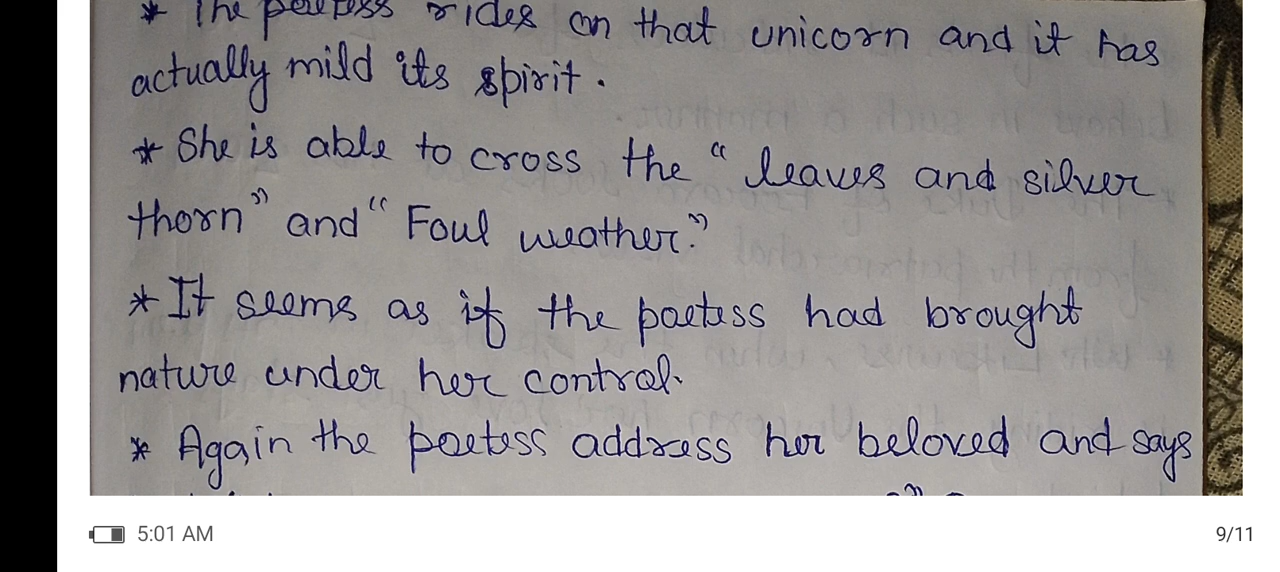 * The poetess rides on that unicorn and it has
actually mild its spirit.
* She is able to cross the "leaves and silver
thorn" and "Foul weather."
* It seems as if the poetess had brought
nature under her control.
* Again the poetess address her beloved and says
5:01 AM
9/11